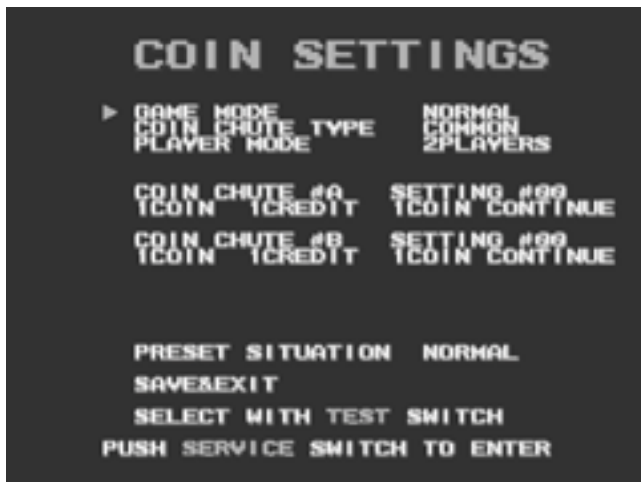 COIN SETTINGS
▶ GAME MODE NORMAL
COIN CHUTE TYPE COMMON
PLAYER MODE 2PLAYERS
COIN CHUTE #A SETTING #00
1COIN 1CREDIT 1COIN CONTINUE
COIN CHUTE #B SETTING #00
1COIN 1CREDIT 1COIN CONTINUE
PRESET SITUATION NORMAL
SAVE&EXIT
SELECT WITH TEST SWITCH
PUSH SERVICE SWITCH TO ENTER